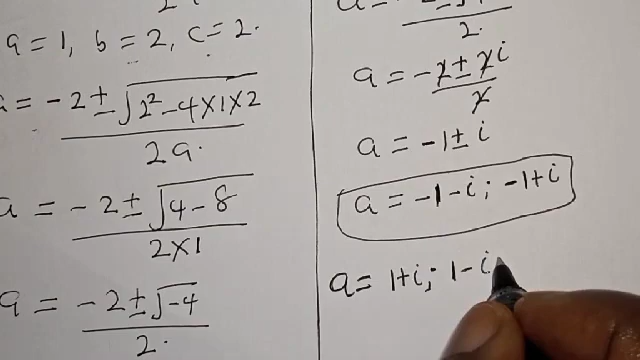 a = 1, b = 2, c = 2.
a = -2 ± √2² - 4×1×2
2a.
a = -2 ± √4 - 8
2×1
a = -2 ± √-4
2.
2.
a = -2 ± 2i
2
a = -1 ± i
a = -1 - i ; -1 + i
a = 1+i ; 1 - i